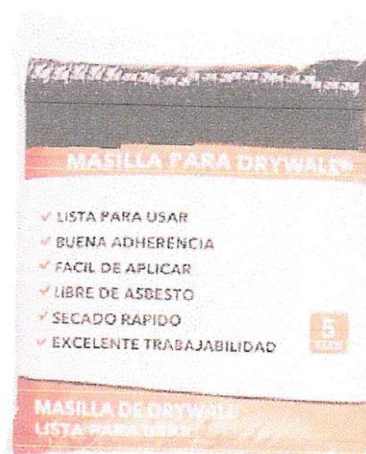 MASILLA PARA DRYWALL®
LISTA PARA USAR
BUENA ADHERENCIA
FACIL DE APLICAR
LIBRE DE ASBESTO
SECADO RAPIDO
EXCELENTE TRABAJABILIDAD
5
MASILLA DE DRYWALL
LISTA PARA USAR